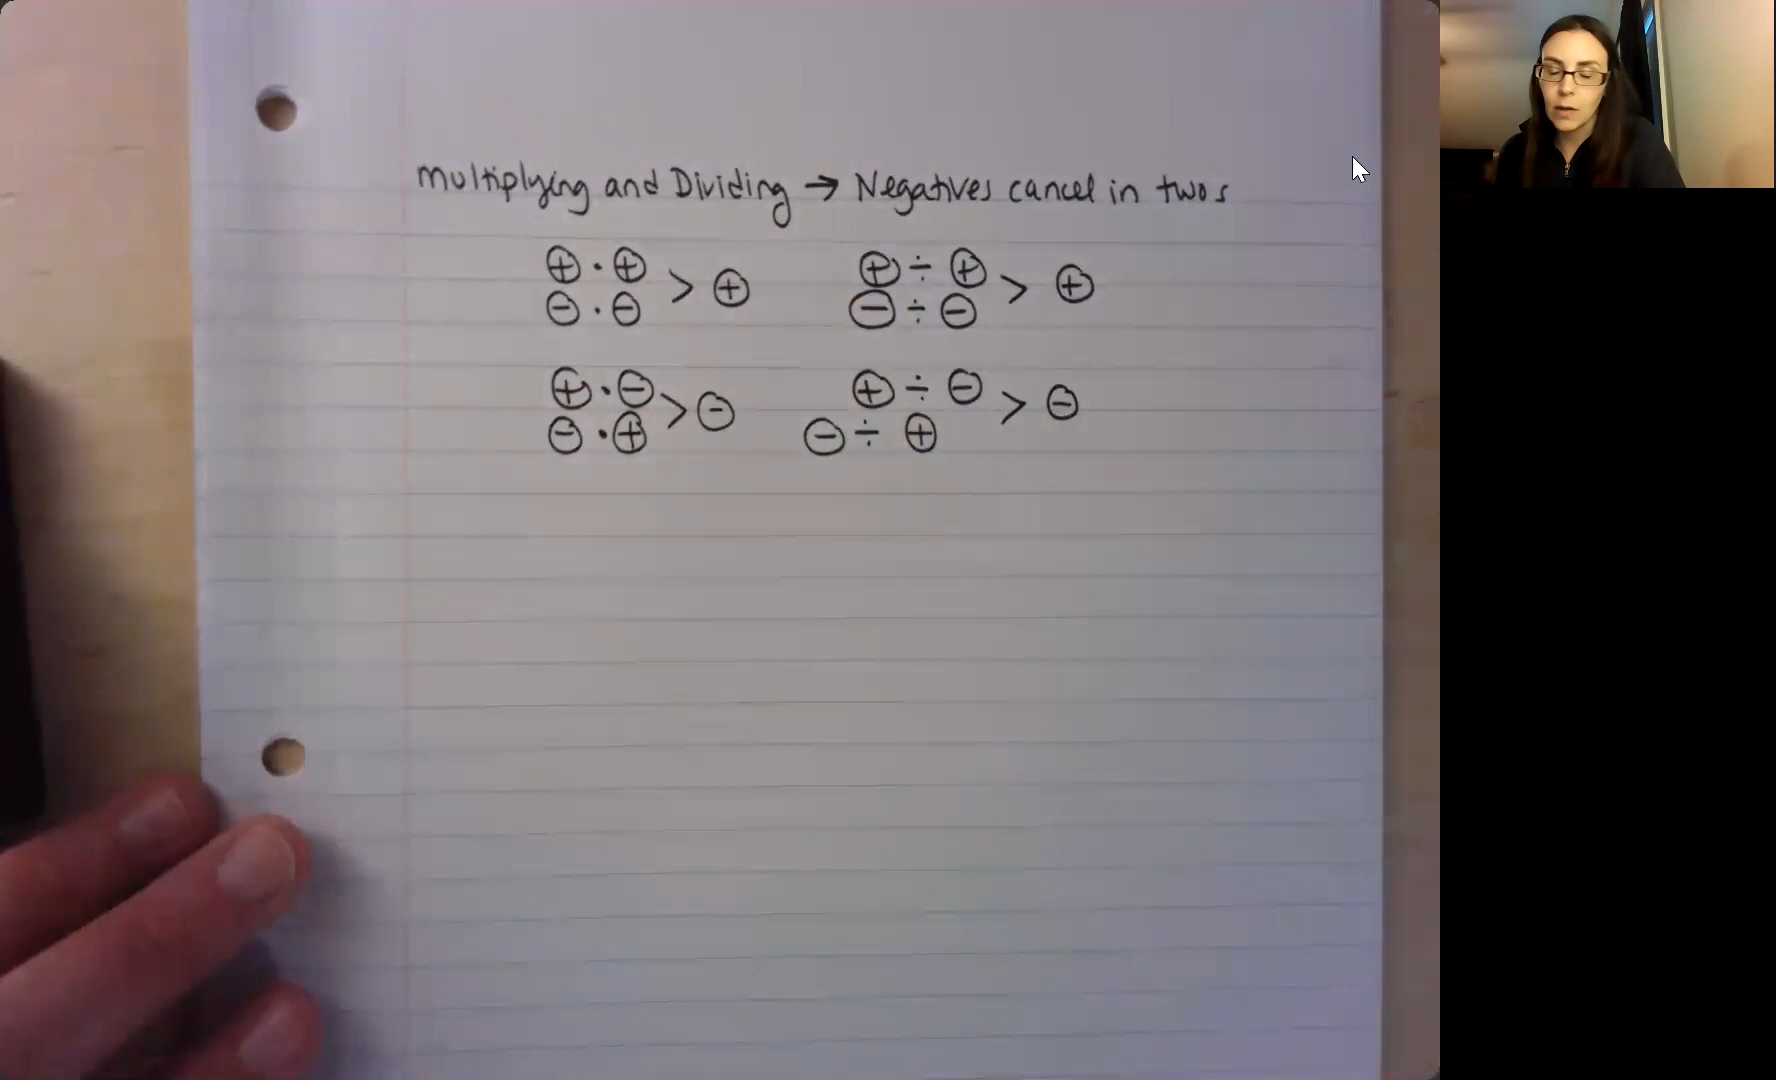 Multiplying and Dividing → Negatives cancel in twos
⊕ · ⊕ > ⊕ ⊕ ÷ ⊕ > ⊕
⊖ · ⊖ ⊖ ÷ ⊖
⊕ · ⊖ > ⊖ ⊕ ÷ ⊖ > ⊖
⊖ · ⊕ ⊖ ÷ ⊕